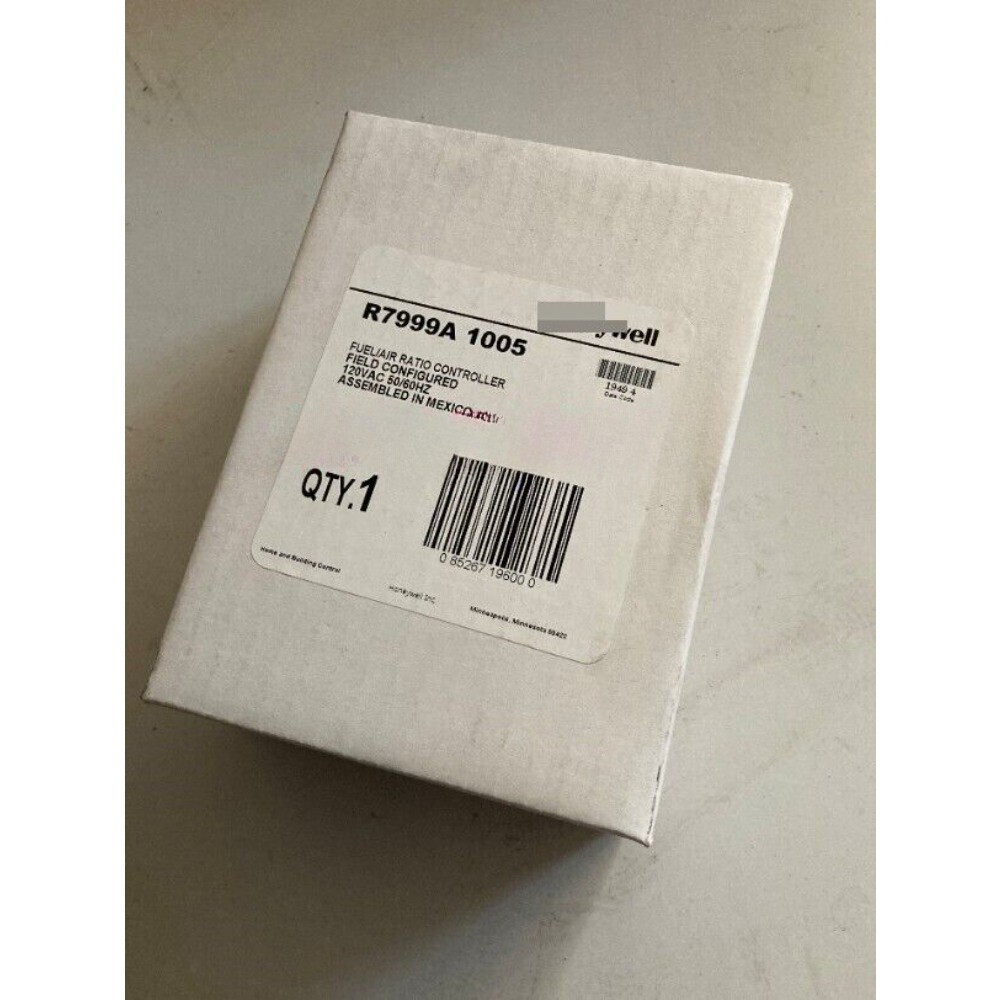 R7999A 1005
ywell
FUEL/AIR RATIO CONTROLLER
FIELD CONFIGURED
120VAC 50/60HZ
ASSEMBLED IN MEXICO
1949 4
Date Code
QTY.1
0 85267 19600 0
Home and Building Control
Honeywell Inc.
Minneapolis, Minnesota 55422